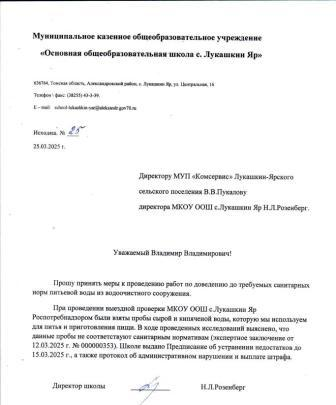 Муниципальное казенное общеобразовательное учреждение
«Основная общеобразовательная школа с. Лукашкин Яр»
636764, Томская область, Александровский район, с. Лукашкин Яр, ул. Центральная, 16
Телефон \ факс: (38255) 43-3-39.
E – mail: school-lukashkin-yar@aleksandr.gov70.ru
Исходящ. № 25
25.03.2025 г.
Директору МУП «Комсервис» Лукашкин-Ярского
сельского поселения В.В.Пукалову
директора МКОУ ООШ с.Лукашкин Яр Н.Л.Розенберг.
Уважаемый Владимир Владимирович!
Прошу принять меры к проведению работ по доведению до требуемых санитарных
норм питьевой воды из водоочистного сооружения.
При проведении выездной проверки МКОУ ООШ с.Лукашкин Яр
Роспотребнадзором были взяты пробы сырой и кипяченой воды, которую мы используем
для питья и приготовления пищи. В ходе проведенных исследований выяснено, что
данные пробы не соответствуют санитарным нормативам (экспертное заключение от
12.03.2025 г. № 000000353). Школе выдано Предписание об устранении недостатков до
15.03.2025 г., а также протокол об административном нарушении и выплате штрафа.
Директор школы
Н.Л.Розенберг